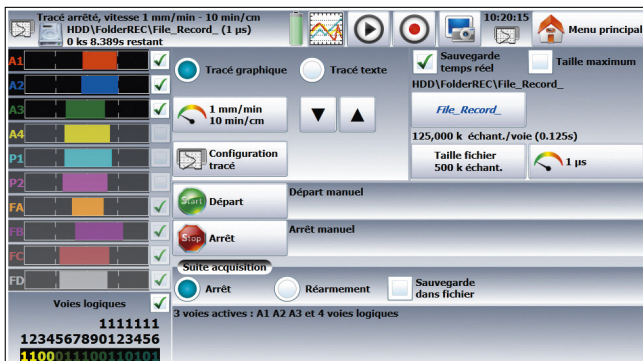 Tracé arrêté, vitesse 1 mm/min - 10 min/cm
HDD\FolderREC\File_Record_ (1 µs)
0 ks 8.389s restant
10:20:15
Menu principal
A1
A2
A3
A4
P1
P2
FA
FB
FC
FD
Voies logiques
1111111
1234567890123456
1100011100110101
Tracé graphique
Tracé texte
1 mm/min
10 min/cm
Configuration
tracé
Sauvegarde
temps réel
Taille maximum
HDD\FolderREC\File_Record_
File_Record_
125,000 k échant./voie (0.125s)
Taille fichier
500 k échant.
1 µs
Start
Départ
Départ manuel
Stop
Arrêt
Arrêt manuel
Suite acquisition
Arrêt
Réarmement
Sauvegarde
dans fichier
3 voies actives : A1 A2 A3 et 4 voies logiques